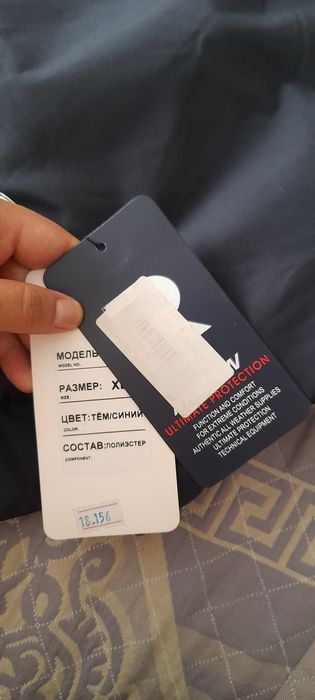 МОДЕЛЬ
MODEL NO:
РАЗМЕР:
SIZE:
ЦВЕТ:ТЁМ/СИНИЙ
COLOR:
СОСТАВ:ПОЛИЭСТЕР
COMPONENT:
18.156
ULTIMATE PROTECTION
FUNCTION AND COMFORT
FOR EXTREME CONDITIONS
AUTHENTIC ALL WEATHER SUPPLIES
ULTIMATE PROTECTION
TECHNICAL EQUIPMENT